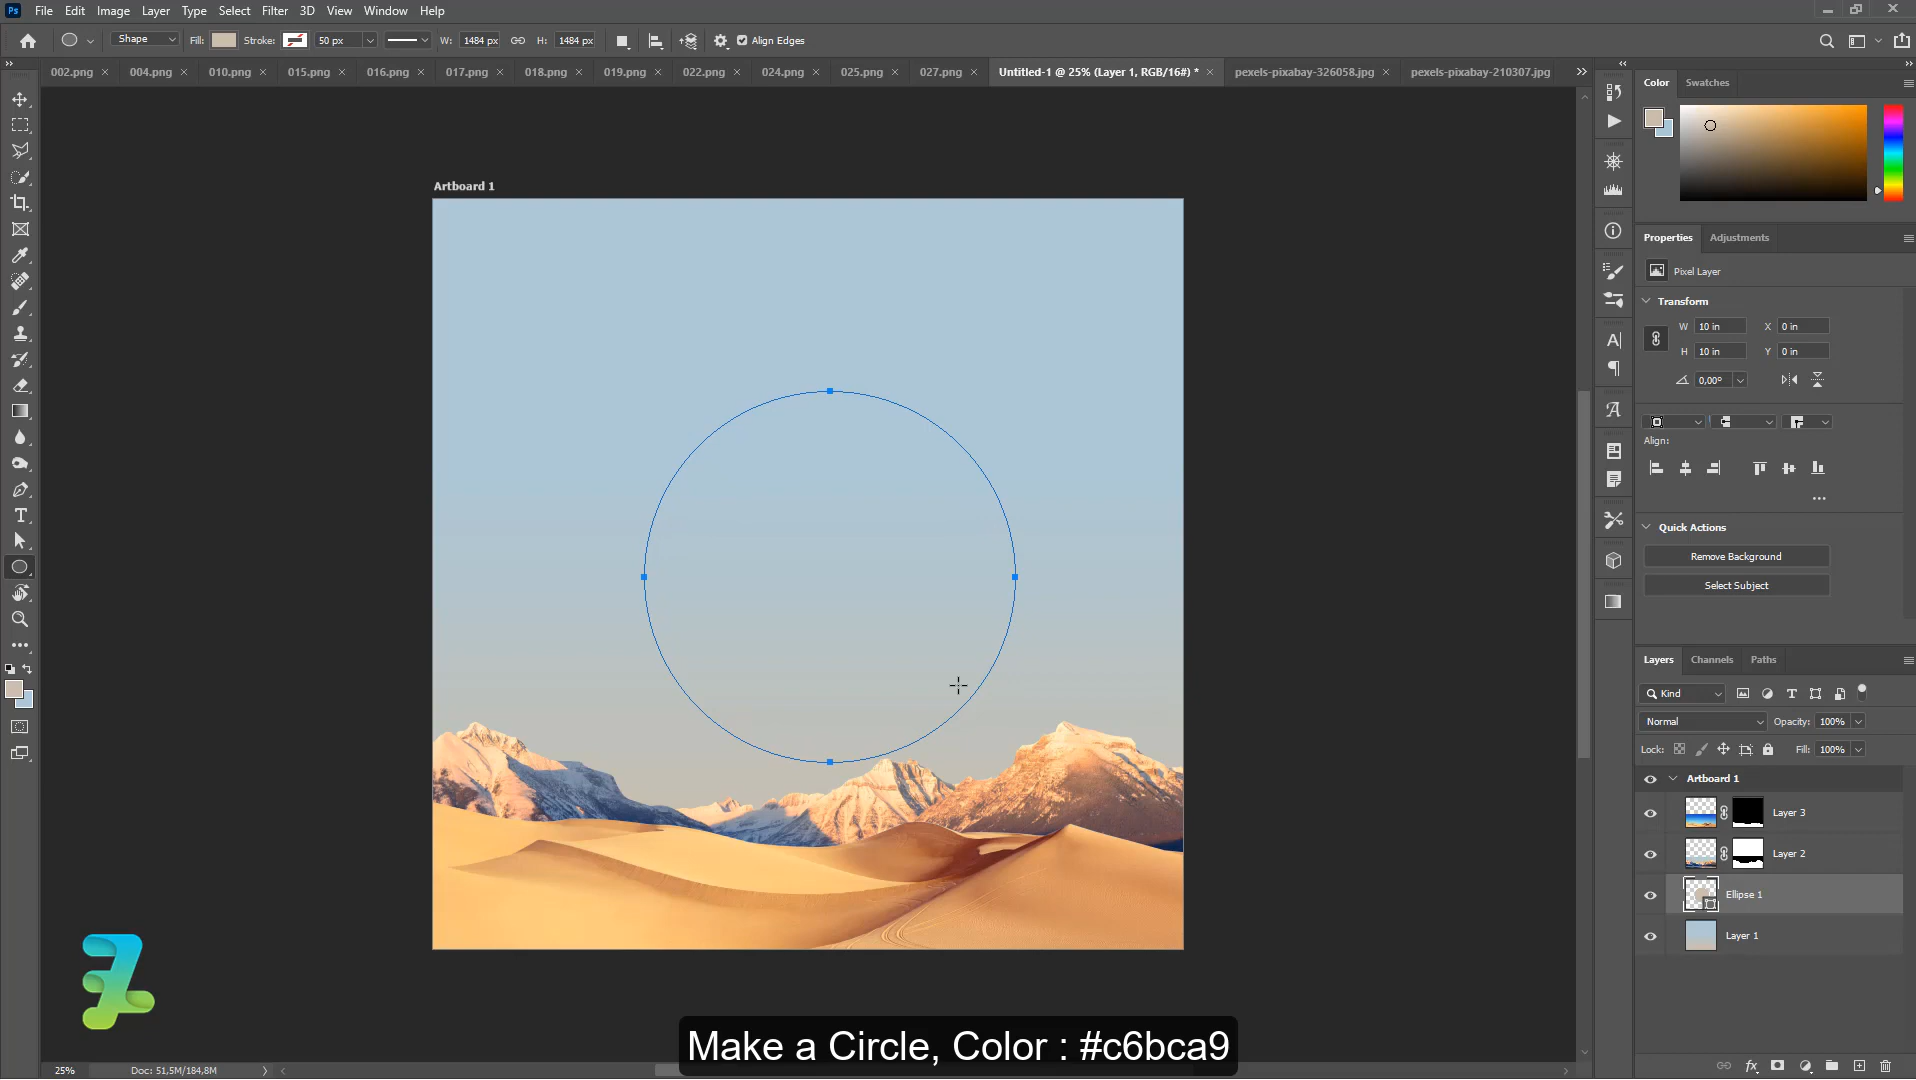 Ps File Edit Image Layer Type Select Filter 3D View Window Help
Shape Fill: Stroke: 50 px W: 1484 px H: 1484 px Align Edges
002.png × 004.png × 010.png × 015.png × 016.png × 017.png × 018.png × 019.png × 022.png × 024.png × 025.png × 027.png × Untitled-1 @ 25% (Layer 1, RGB/16#) * × pexels-pixabay-326058.jpg × pexels-pixabay-210307.jpg
Color Swatches
Artboard 1
Properties Adjustments
Pixel Layer
Transform
W 10 in X 0 in
H 10 in Y 0 in
0,00°
Align:
Quick Actions
Remove Background
Select Subject
Layers Channels Paths
Kind
Normal Opacity: 100%
Lock: Fill: 100%
Artboard 1
Layer 3
Layer 2
Ellipse 1
Layer 1
Make a Circle, Color : #c6bca9
25% Doc: 51,5M/184,8M